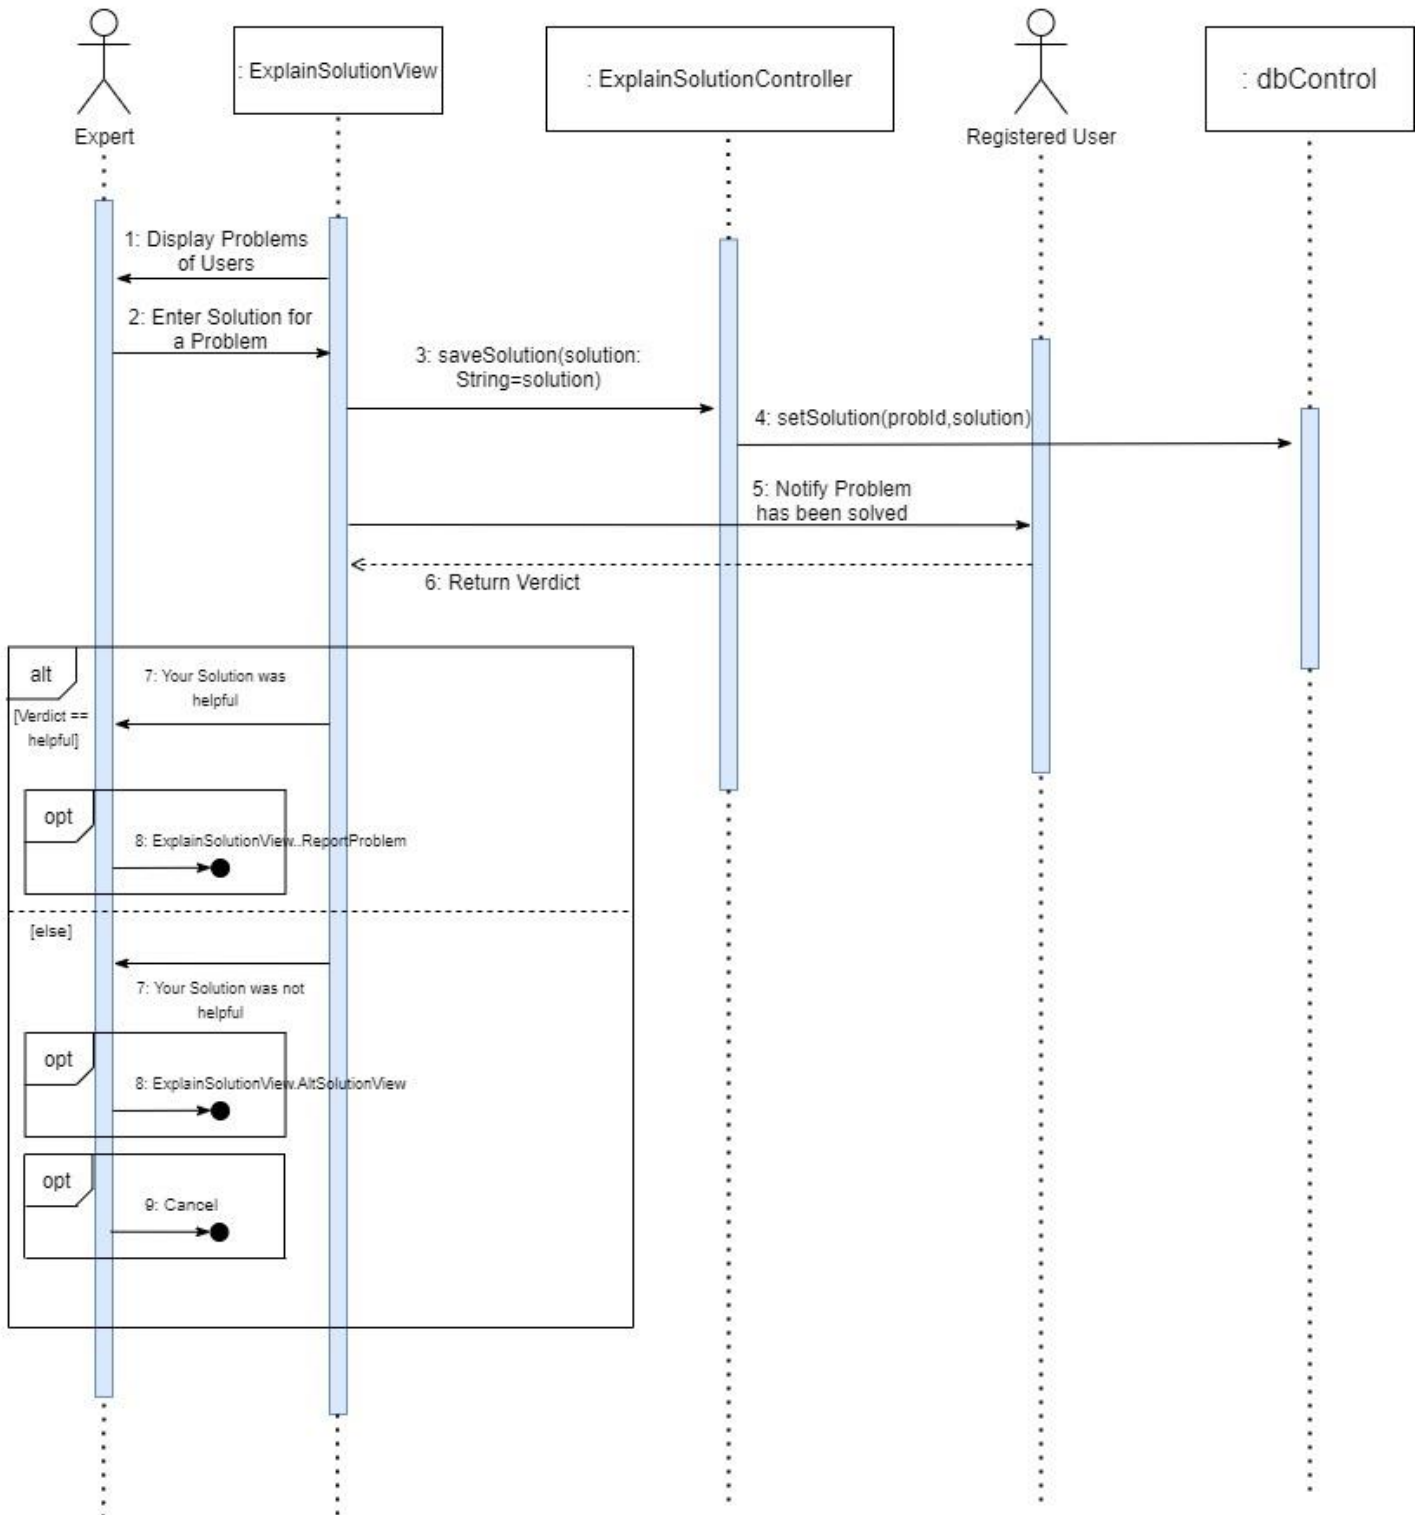 Expert
: ExplainSolutionView
: ExplainSolutionController
Registered User
: dbControl
1: Display Problems
of Users
2: Enter Solution for
a Problem
3: saveSolution(solution:
String=solution)
4: setSolution(probId,solution)
5: Notify Problem
has been solved
6: Return Verdict
alt
[Verdict ==
helpful]
7: Your Solution was
helpful
opt
8: ExplainSolutionView..ReportProblem
[else]
7: Your Solution was not
helpful
opt
8: ExplainSolutionView.AltSolutionView
opt
9: Cancel